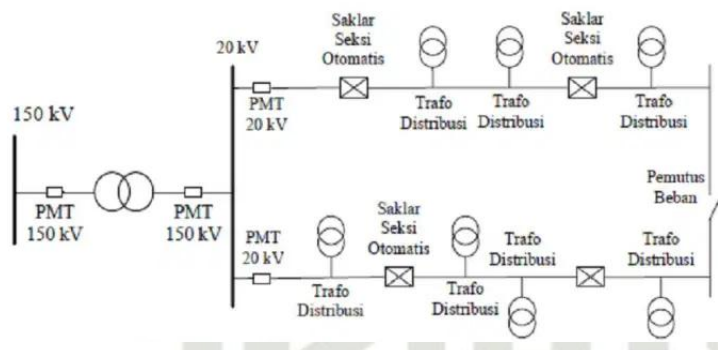 150 kV
PMT
150 kV
PMT
150 kV
20 kV
PMT
20 kV
Saklar
Seksi
Otomatis
Trafo
Distribusi
Trafo
Distribusi
Saklar
Seksi
Otomatis
Trafo
Distribusi
Pemutus
Beban
PMT
20 kV
Trafo
Distribusi
Saklar
Seksi
Otomatis
Trafo
Distribusi
Trafo
Distribusi
Trafo
Distribusi